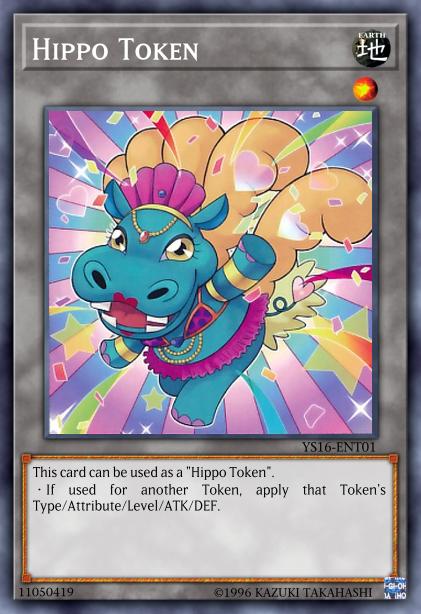 Hippo Token
EARTH
地
YS16-ENT01
This card can be used as a "Hippo Token".
· If used for another Token, apply that Token's
Type/Attribute/Level/ATK/DEF.
11050419
©1996 KAZUKI TAKAHASHI